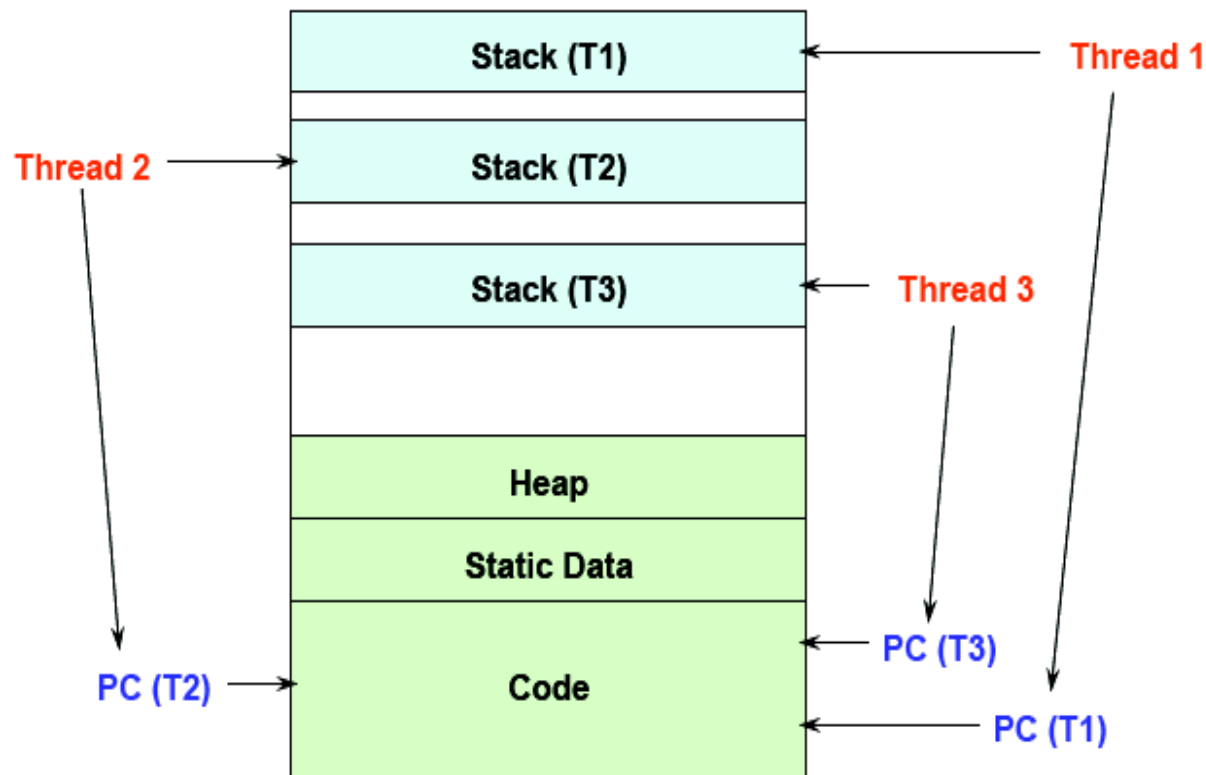 Stack (T1)
Thread 1
Thread 2
Stack (T2)
Stack (T3)
Thread 3
Heap
Static Data
PC (T3)
PC (T2)
Code
PC (T1)